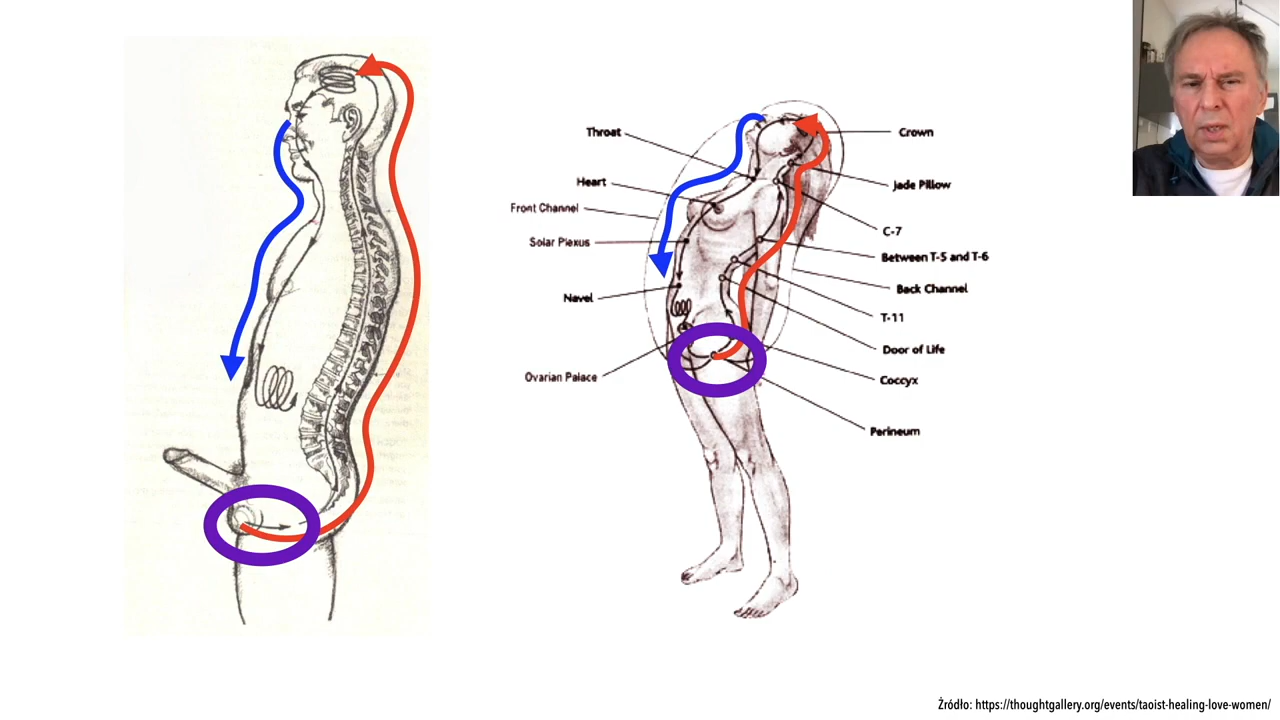 Throat
Heart
Front Channel
Solar Plexus
Navel
Ovarian Palace
Crown
Jade Pillow
C-7
Between T-5 and T-6
Back Channel
T-11
Door of Life
Coccyx
Perineum
Źródło: https://thoughtgallery.org/events/taoist-healing-love-women/